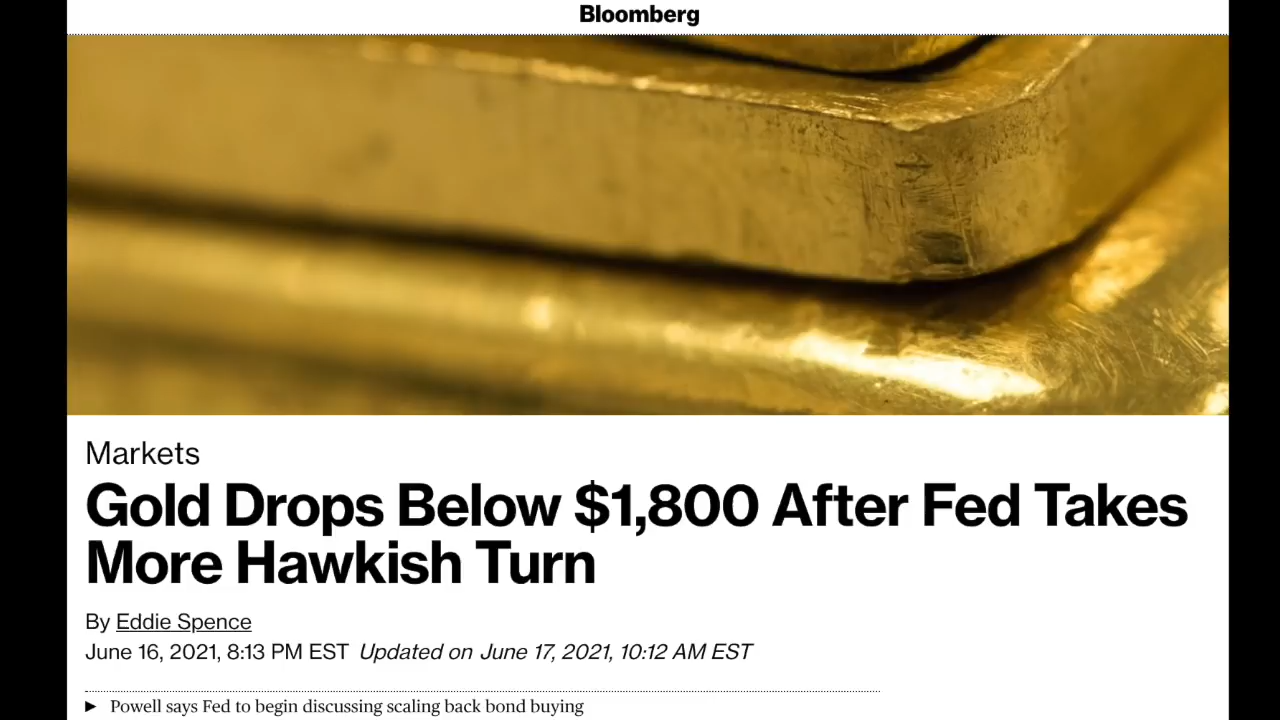 Bloomberg
Markets
Gold Drops Below $1,800 After Fed Takes
More Hawkish Turn
By Eddie Spence
June 16, 2021, 8:13 PM EST Updated on June 17, 2021, 10:12 AM EST
► Powell says Fed to begin discussing scaling back bond buying